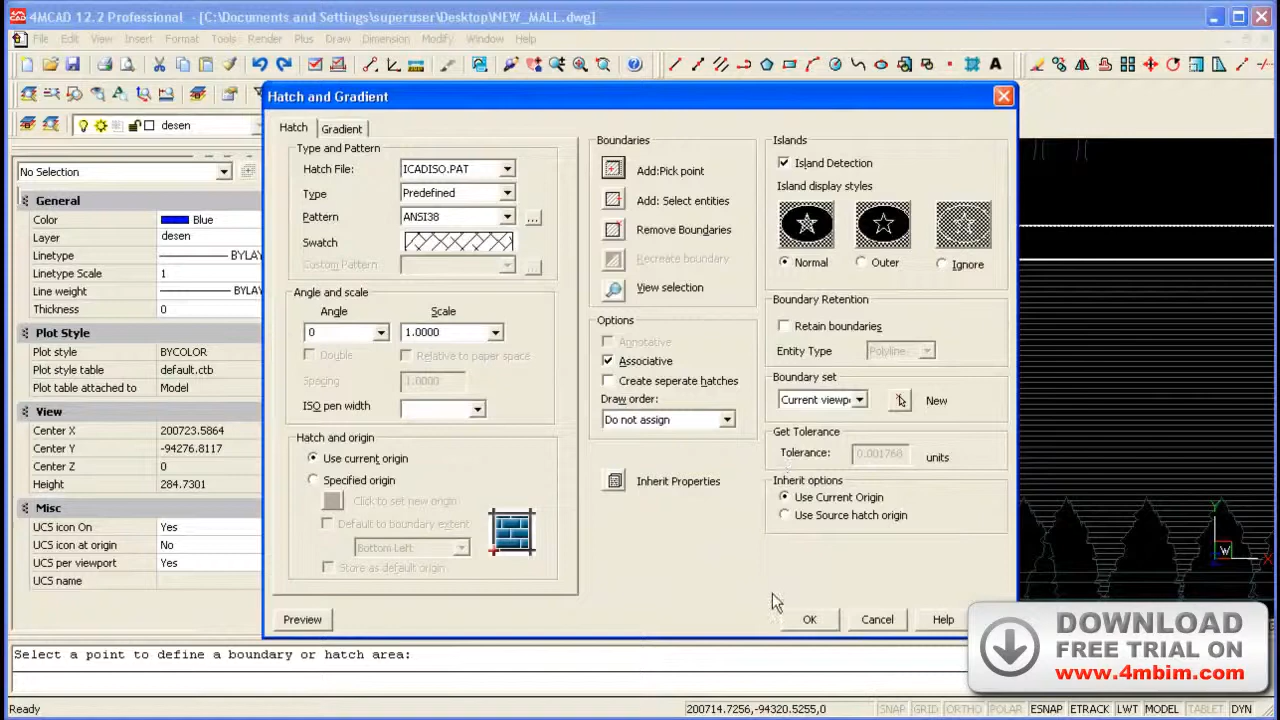 4MCAD 12.2 Professional - [C:\Documents and Settings\superuser\Desktop\NEW_MALL.dwg]
File Edit View Insert Format Tools Render Plus Draw Dimension Modify Window Help
desen
No Selection
General
Color Blue
Layer desen
Linetype BYLAY
Linetype Scale 1
Line weight BYLAY
Thickness 0
Plot Style
Plot style BYCOLOR
Plot style default.ctb
Plot table attached to Model
View
Center X 200723.5864
Center Y -94276.8117
Center Z 0
Height 284.7301
Misc
UCS icon On Yes
UCS icon at origin No
UCS per viewport Yes
UCS name
Hatch and Gradient
Hatch Gradient
Type and Pattern
Hatch File: ICADISO.PAT
Type Predefined
Pattern ANSI38 ...
Swatch
Custom Pattern ...
Angle and scale
Angle Scale
0 1.0000
Double Relative to paper space
Spacing 1.0000
ISO pen width
Hatch and origin
Use current origin
Specified origin
Click to set new origin
Default to boundary extent
Bottom Left
Store as default origin
Boundaries
Add:Pick point
Add: Select entities
Remove Boundaries
Recreate boundary
View selection
Options
Annotative
Associative
Create seperate hatches
Draw order:
Do not assign
Inherit Properties
Islands
Island Detection
Island display styles
Normal Outer Ignore
Boundary Retention
Retain boundaries
Entity Type Polyline
Boundary set
Current viewp New
Get Tolerance
Tolerance: 0.001768 units
Inherit options
Use Current Origin
Use Source hatch origin
Preview OK Cancel Help
Y
W
X
Select a point to define a boundary or hatch area:
DOWNLOAD
FREE TRIAL ON
www.4mbim.com
Ready 200714.7256,-94320.5255,0 SNAP GRID ORTHO POLAR ESNAP ETRACK LWT MODEL TABLET DYN